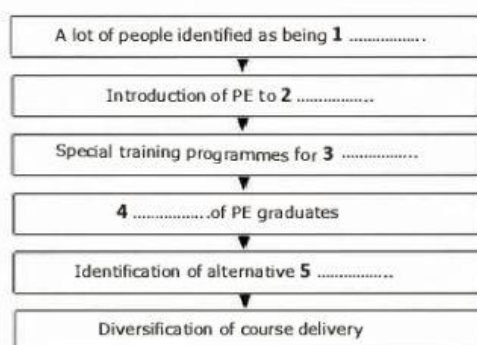 A lot of people identified as being 1 ................
Introduction of PE to 2 ................
Special training programmes for 3 ................
4 ................of PE graduates
Identification of alternative 5 ................
Diversification of course delivery